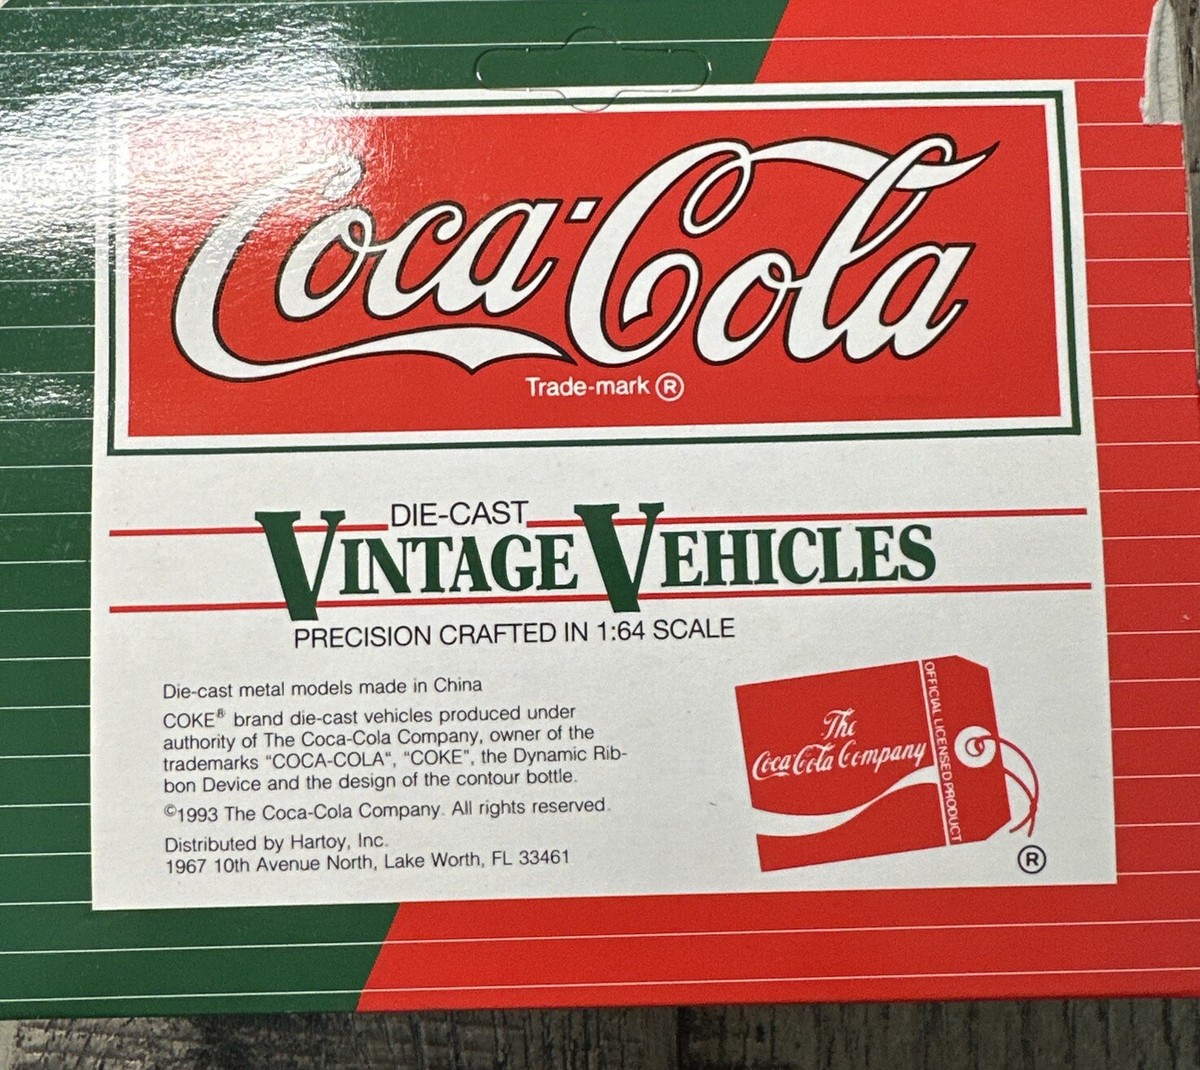 Coca-Cola
Trade-mark ®
DIE-CAST
VINTAGE VEHICLES
PRECISION CRAFTED IN 1:64 SCALE
Die-cast metal models made in China
COKE® brand die-cast vehicles produced under
authority of The Coca-Cola Company, owner of the
trademarks "COCA-COLA", "COKE", the Dynamic Rib-
bon Device and the design of the contour bottle.
©1993 The Coca-Cola Company. All rights reserved.
Distributed by Hartoy, Inc.
1967 10th Avenue North, Lake Worth, FL 33461
The
Coca-Cola Company
OFFICIAL LICENSED PRODUCT
®